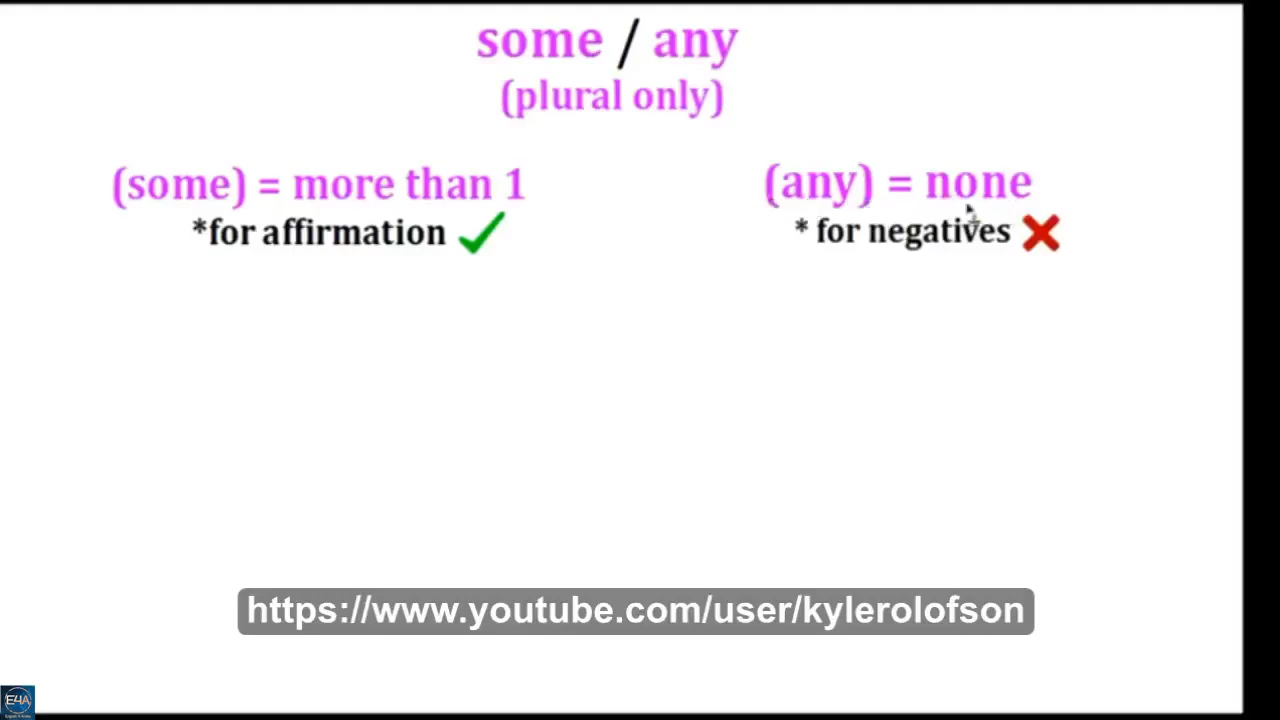 some / any
(plural only)
(some) = more than 1
*for affirmation
(any) = none
* for negatives
https://www.youtube.com/user/kylerolofson
E4A